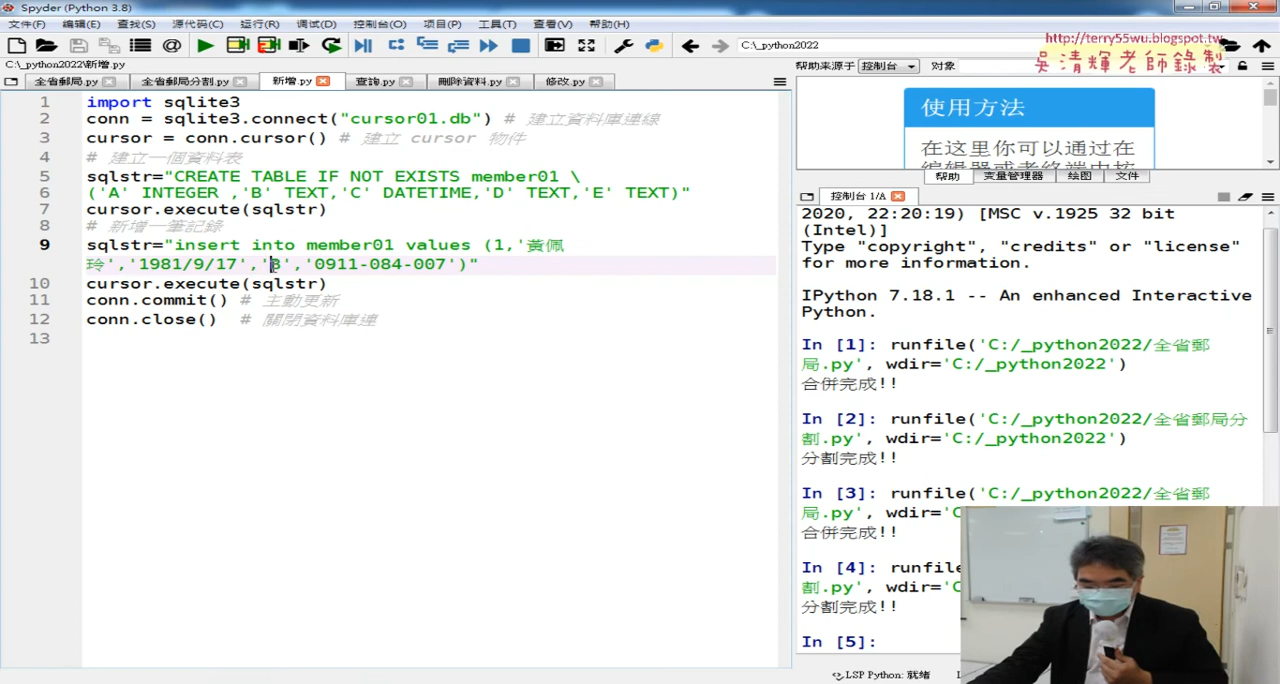 Spyder (Python 3.8)
文件(F) 编辑(E) 查找(S) 源代码(C) 运行(R) 调试(D) 控制台(O) 项目(P) 工具(T) 查看(V) 帮助(H)
C:\_python2022
http://terry55wu.blogspot.tw
吳清輝老師錄製
C:\_python2022\新增.py
帮助来源于 控制台 对象
全省郵局.py 全省郵局分割.py 新增.py 查詢.py 刪除資料.py 修改.py
1 import sqlite3
2 conn = sqlite3.connect("cursor01.db") # 建立資料庫連線
3 cursor = conn.cursor() # 建立 cursor 物件
4 # 建立一個資料表
5 sqlstr="CREATE TABLE IF NOT EXISTS member01 \
6 ('A' INTEGER ,'B' TEXT,'C' DATETIME,'D' TEXT,'E' TEXT)"
7 cursor.execute(sqlstr)
8 # 新增一筆記錄
9 sqlstr="insert into member01 values (1,'黃佩
玲','1981/9/17','B','0911-084-007')"
10 cursor.execute(sqlstr)
11 conn.commit() # 主動更新
12 conn.close() # 關閉資料庫連
13
使用方法
在这里你可以通过在
帮助 变量管理器 绘图 文件
控制台 1/A
2020, 22:20:19) [MSC v.1925 32 bit
(Intel)]
Type "copyright", "credits" or "license"
for more information.
IPython 7.18.1 -- An enhanced Interactive
Python.
In [1]: runfile('C:/_python2022/全省郵
局.py', wdir='C:/_python2022')
合併完成!!
In [2]: runfile('C:/_python2022/全省郵局分
割.py', wdir='C:/_python2022')
分割完成!!
In [3]: runfile('C:/_python2022/全省郵
局.py', wdir='C
合併完成!!
In [4]: runfile
割.py', wdir='C
分割完成!!
In [5]:
LSP Python: 就绪